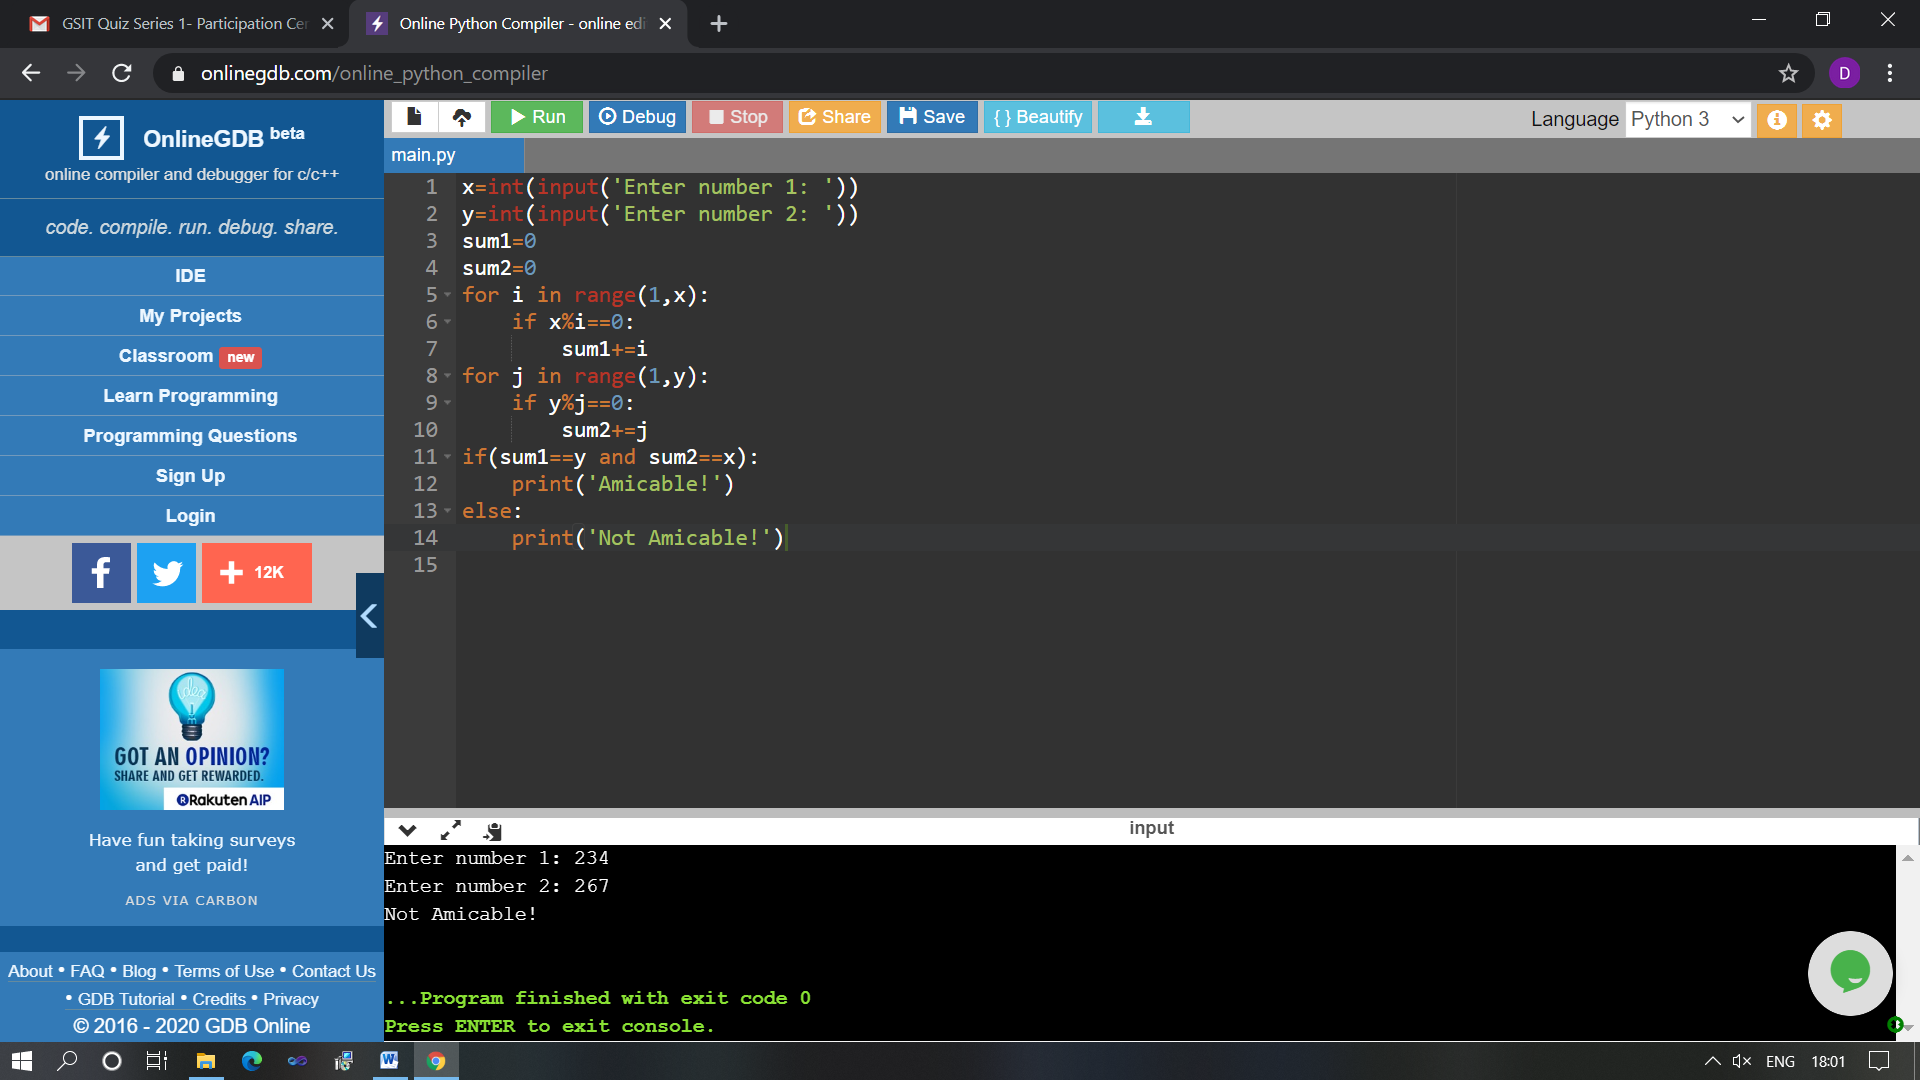 GSIT Quiz Series 1- Participation Cer
Online Python Compiler - online edi
onlinegdb.com/online_python_compiler
D
OnlineGDB beta
online compiler and debugger for c/c++
code. compile. run. debug. share.
IDE
My Projects
Classroom new
Learn Programming
Programming Questions
Sign Up
Login
f
+ 12K
idea
GOT AN OPINION?
SHARE AND GET REWARDED.
Rakuten AIP
Have fun taking surveys
and get paid!
ADS VIA CARBON
About • FAQ • Blog • Terms of Use • Contact Us
• GDB Tutorial • Credits • Privacy
© 2016 - 2020 GDB Online
Run Debug Stop Share Save { } Beautify
Language Python 3
main.py
1 x=int(input('Enter number 1: '))
2 y=int(input('Enter number 2: '))
3 sum1=0
4 sum2=0
5 for i in range(1,x):
6     if x%i==0:
7         sum1+=i
8 for j in range(1,y):
9     if y%j==0:
10         sum2+=j
11 if(sum1==y and sum2==x):
12     print('Amicable!')
13 else:
14     print('Not Amicable!')
15
input
Enter number 1: 234
Enter number 2: 267
Not Amicable!
...Program finished with exit code 0
Press ENTER to exit console.
ENG 18:01